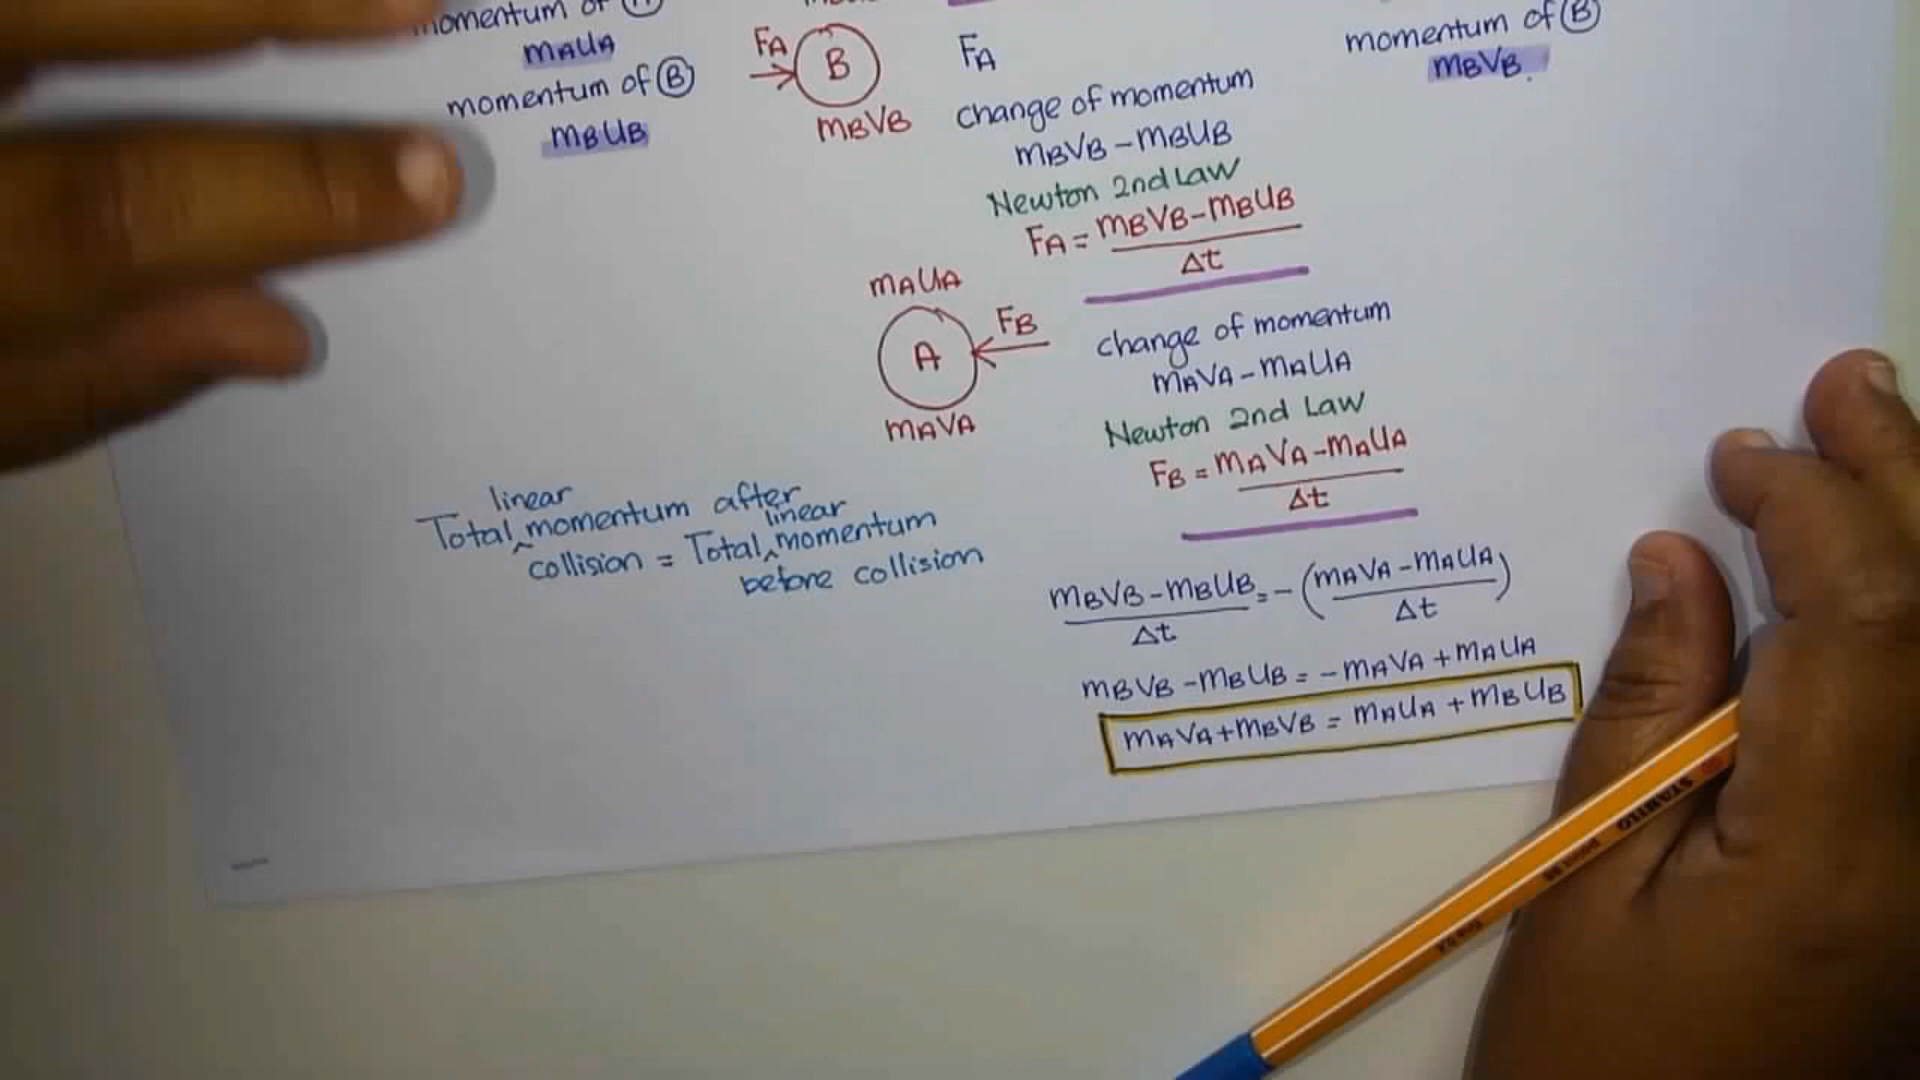 momentum of A
mAUA
momentum of B
mBUB
FA
B
mBVB
FA
change of momentum
mBVB - mBUB
Newton 2nd Law
FA = mBVB - mBUB
Δt
momentum of B
mBVB.
mAUA
A
FB
mAVA
change of momentum
mAVA - mAUA
Newton 2nd Law
FB = mAVA - mAUA
Δt
linear
Total ^ momentum after
linear
collision = Total ^ momentum
before collision
mBVB - mBUB = - (mAVA - mAUA)
Δt Δt
mBVB - mBUB = - mAVA + mAUA
mAVA + mBVB = mAUA + mBUB
STABILO